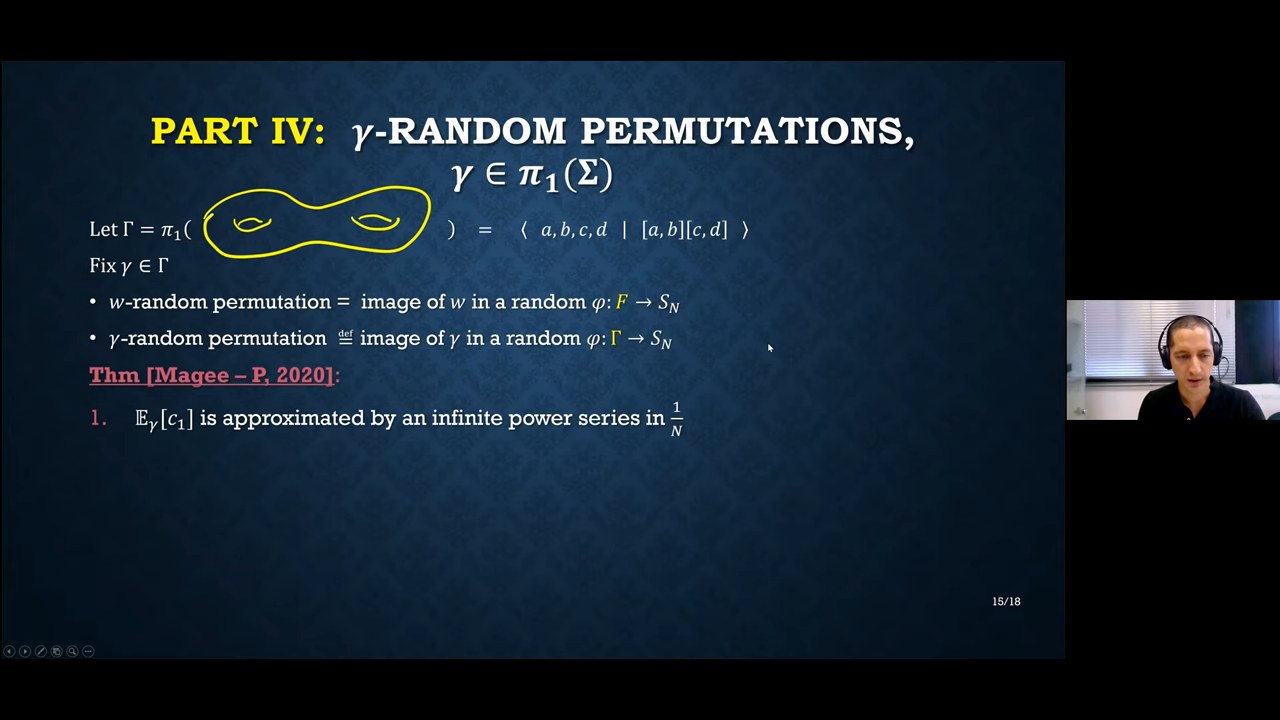 PART IV: γ-RANDOM PERMUTATIONS,
γ ∈ π₁(Σ)
Let Γ = π₁( ) = ⟨ a, b, c, d | [a, b][c, d] ⟩
Fix γ ∈ Γ
• w-random permutation = image of w in a random φ: F → S_N
• γ-random permutation ≝ image of γ in a random φ: Γ → S_N
Thm [Magee – P, 2020]:
1. 𝔼_γ[c₁] is approximated by an infinite power series in 1/N
15/18